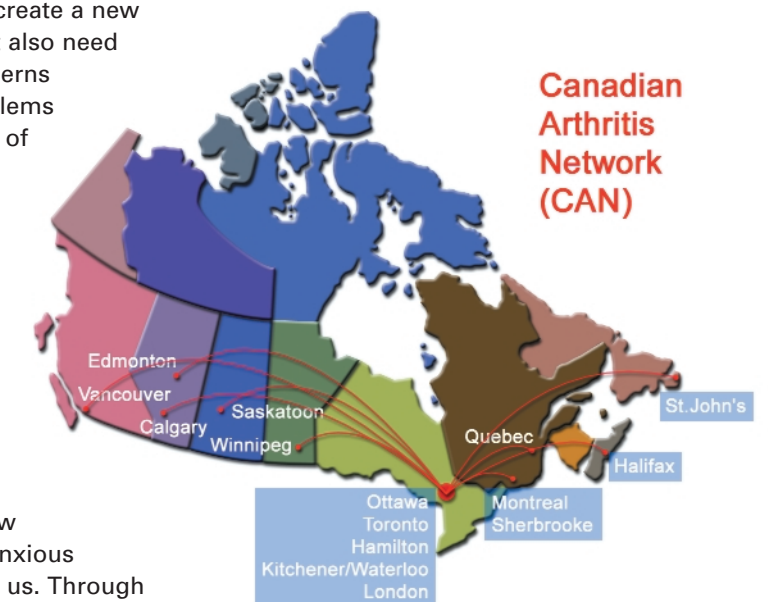 create a new
also need
erns
lems
of
Canadian
Arthritis
Network
(CAN)
Edmonton
Vancouver
Calgary
Saskatoon
Winnipeg
Quebec
St.John's
Halifax
Ottawa
Toronto
Hamilton
Kitchener/Waterloo
London
Montreal
Sherbrooke
nxious
us. Through